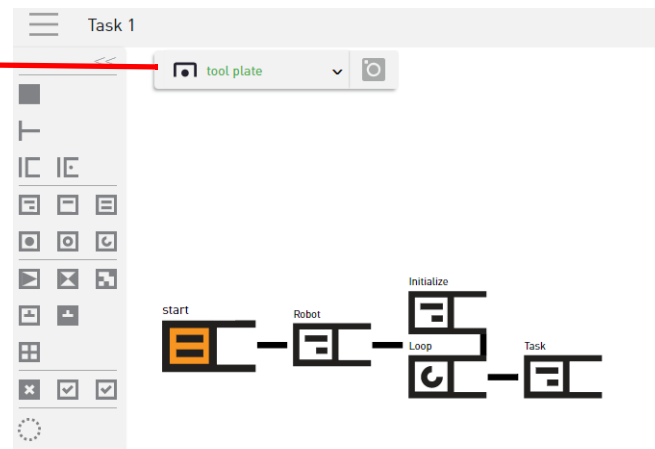 Task 1
<<
tool plate
Initialize
start
Robot
Loop
Task